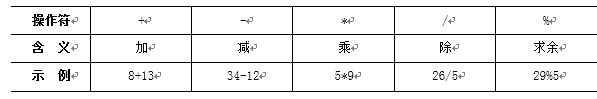 操作符 + - * / %
含 义 加 减 乘 除 求余
示 例 8+13 34-12 5*9 26/5 29%5